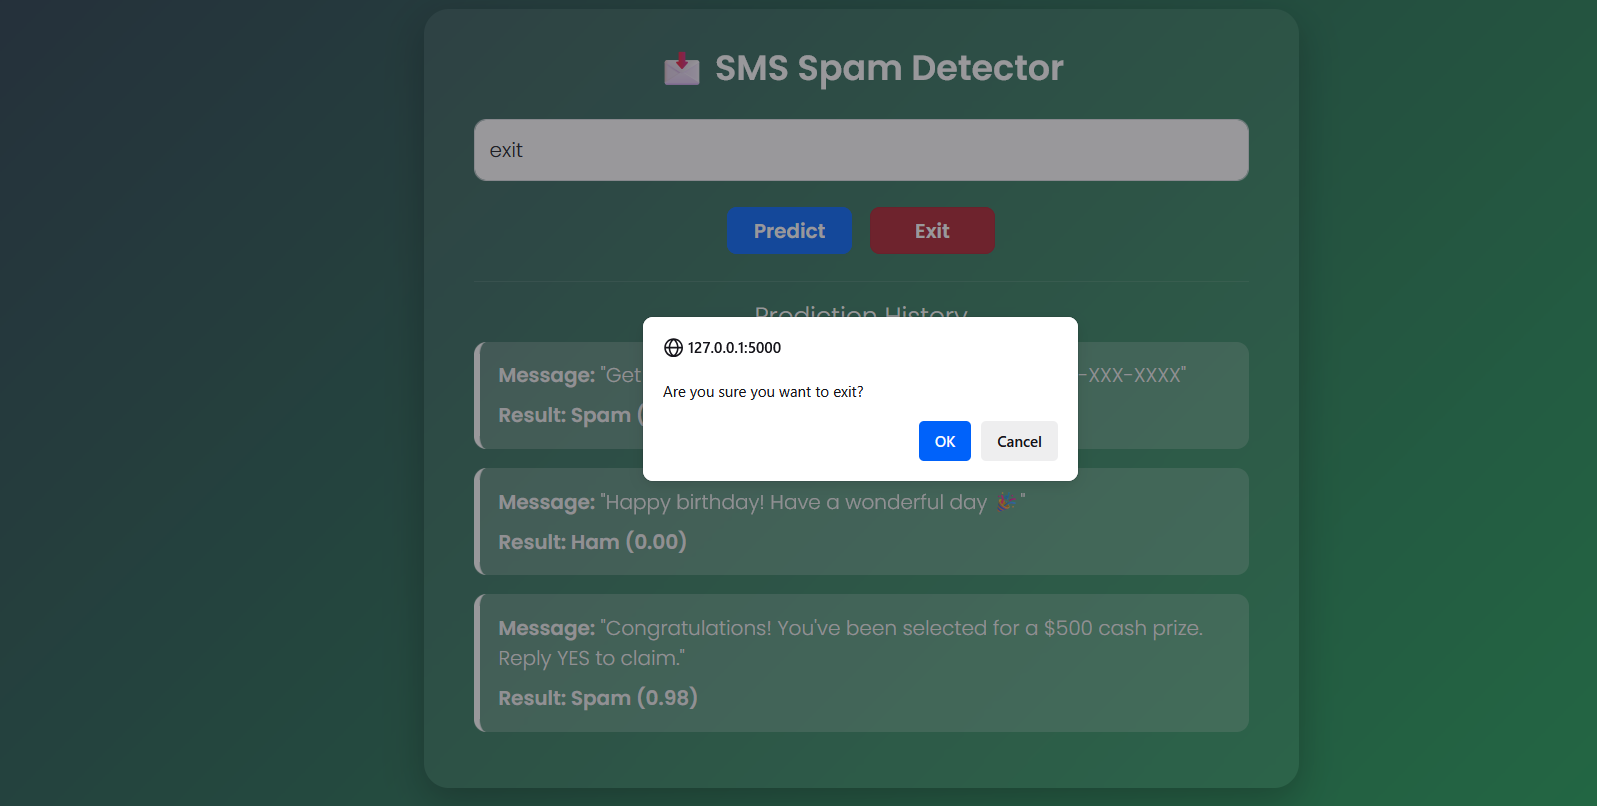 SMS Spam Detector
exit
Predict Exit
Prediction History
127.0.0.1:5000
Are you sure you want to exit?
OK Cancel
Message: "Get -XXX-XXXX"
Result: Spam (
Message: "Happy birthday! Have a wonderful day 🎉"
Result: Ham (0.00)
Message: "Congratulations! You've been selected for a $500 cash prize.
Reply YES to claim."
Result: Spam (0.98)